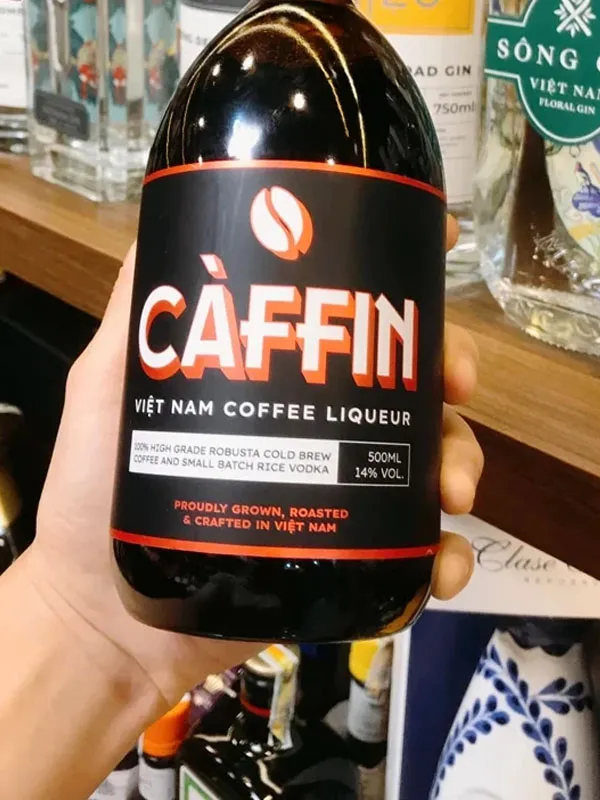 CÀFFIN
VIỆT NAM COFFEE LIQUEUR
100% HIGH GRADE ROBUSTA COLD BREW
COFFEE AND SMALL BATCH RICE VODKA
500ML
14% VOL.
PROUDLY GROWN, ROASTED
& CRAFTED IN VIỆT NAM
GIN
750ml
SÔNG
VIỆT NAM
FLORAL GIN
Clase